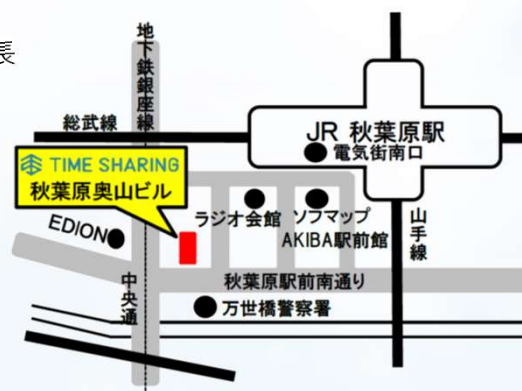 長
地下鉄銀座線
総武線
JR 秋葉原駅
電気街南口
TIME SHARING
秋葉原奥山ビル
ラジオ会館
ソフマップ
AKIBA駅前館
山手線
EDION
中央通
秋葉原駅前南通り
万世橋警察署